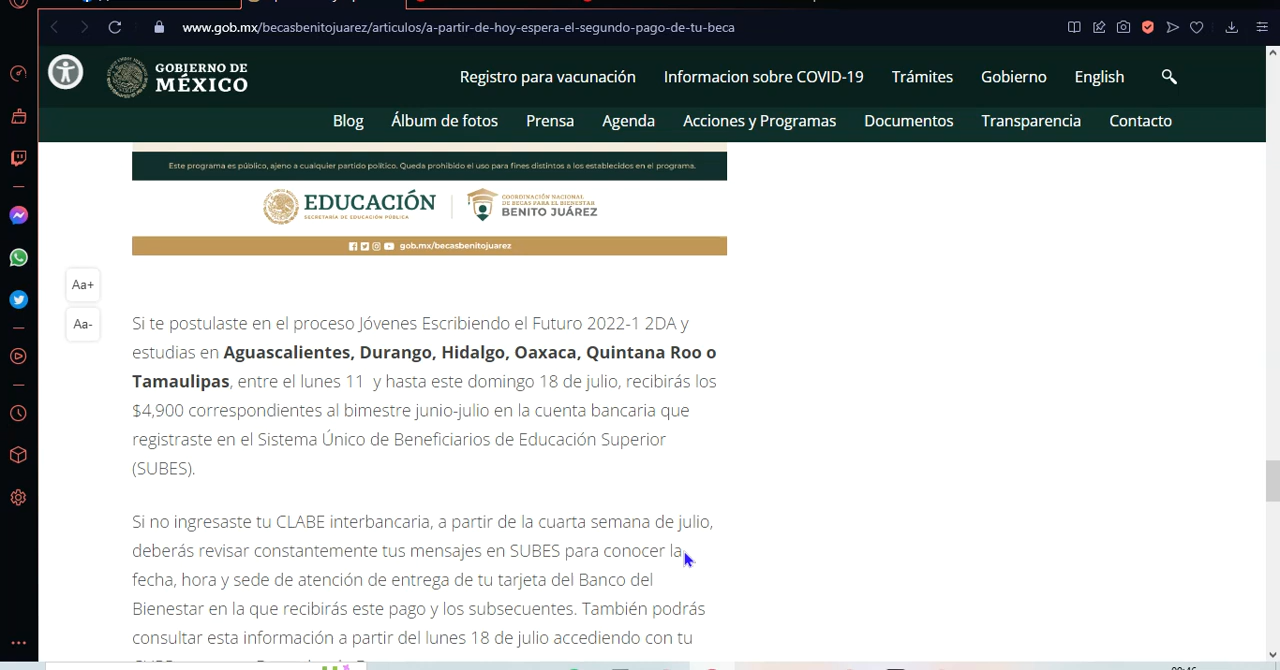 www.gob.mx/becasbenitojuarez/articulos/a-partir-de-hoy-espera-el-segundo-pago-de-tu-beca
GOBIERNO DE
MÉXICO
Registro para vacunación Informacion sobre COVID-19 Trámites Gobierno English
Blog Álbum de fotos Prensa Agenda Acciones y Programas Documentos Transparencia Contacto
Este programa es público, ajeno a cualquier partido político. Queda prohibido el uso para fines distintos a los establecidos en el programa.
EDUCACIÓN
SECRETARÍA DE EDUCACIÓN PÚBLICA
COORDINACIÓN NACIONAL
DE BECAS PARA EL BIENESTAR
BENITO JUÁREZ
gob.mx/becasbenitojuarez
Aa+
Aa-
Si te postulaste en el proceso Jóvenes Escribiendo el Futuro 2022-1 2DA y
estudias en Aguascalientes, Durango, Hidalgo, Oaxaca, Quintana Roo o
Tamaulipas, entre el lunes 11 y hasta este domingo 18 de julio, recibirás los
$4,900 correspondientes al bimestre junio-julio en la cuenta bancaria que
registraste en el Sistema Único de Beneficiarios de Educación Superior
(SUBES).
Si no ingresaste tu CLABE interbancaria, a partir de la cuarta semana de julio,
deberás revisar constantemente tus mensajes en SUBES para conocer la
fecha, hora y sede de atención de entrega de tu tarjeta del Banco del
Bienestar en la que recibirás este pago y los subsecuentes. También podrás
consultar esta información a partir del lunes 18 de julio accediendo con tu